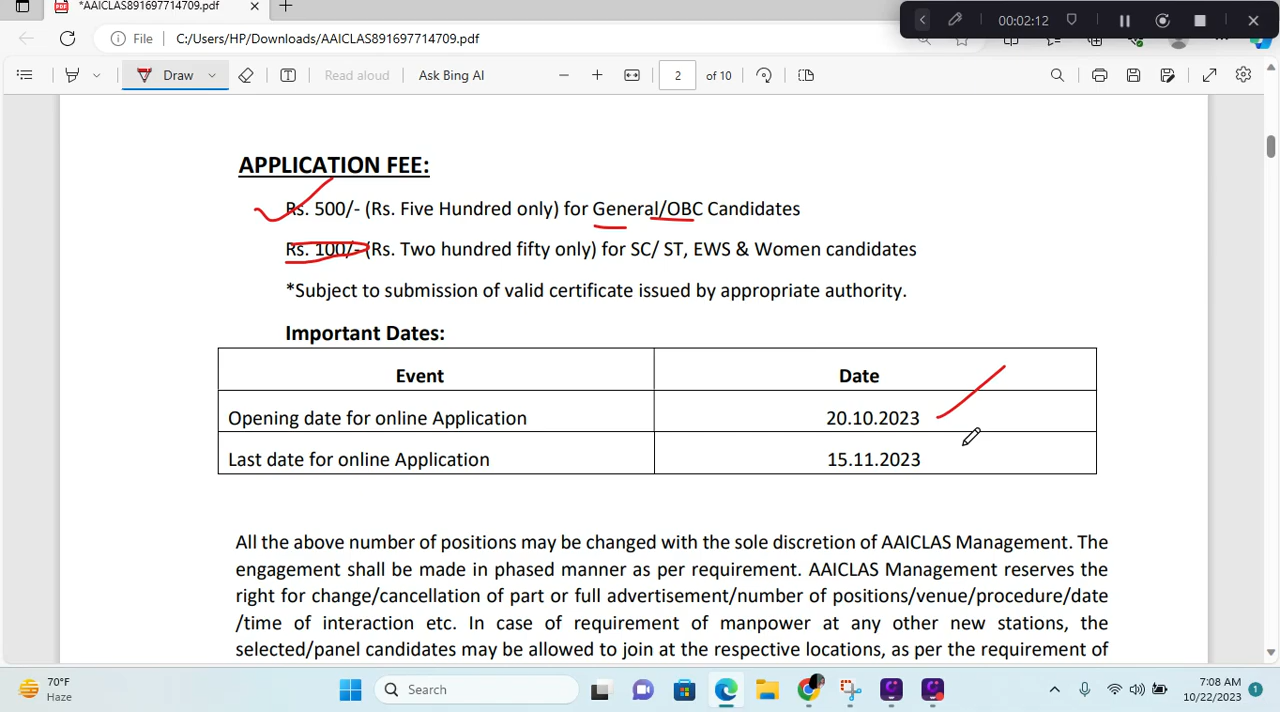 *AAICLAS891697714709.pdf
00:02:12
File
C:/Users/HP/Downloads/AAICLAS891697714709.pdf
Draw
Read aloud
Ask Bing AI
2
of 10
APPLICATION FEE:
Rs. 500/- (Rs. Five Hundred only) for General/OBC Candidates
Rs. 100/- (Rs. Two hundred fifty only) for SC/ ST, EWS & Women candidates
*Subject to submission of valid certificate issued by appropriate authority.
Important Dates:
Event Date
Opening date for online Application 20.10.2023
Last date for online Application 15.11.2023
All the above number of positions may be changed with the sole discretion of AAICLAS Management. The
engagement shall be made in phased manner as per requirement. AAICLAS Management reserves the
right for change/cancellation of part or full advertisement/number of positions/venue/procedure/date
/time of interaction etc. In case of requirement of manpower at any other new stations, the
selected/panel candidates may be allowed to join at the respective locations, as per the requirement of
70°F
Haze
Search
7:08 AM
10/22/2023
1